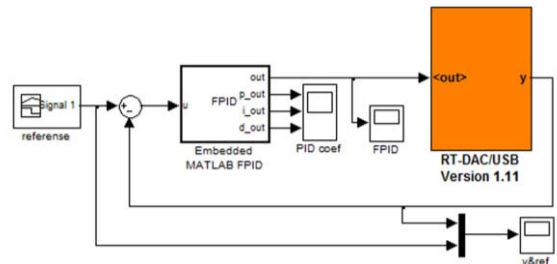 Signal 1
referense
+
-
u
FPID
out
p_out
i_out
d_out
Embedded
MATLAB FPID
PID coef
FPID
<out>
y
RT-DAC/USB
Version 1.11
y&ref